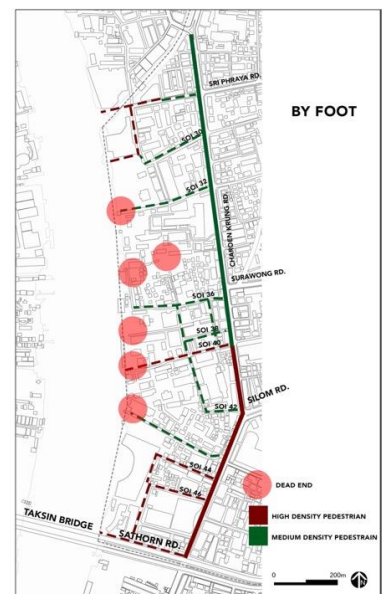 SRI PHRAYA RD.
BY FOOT
SOI 30
SOI 32
CHAROEN KRUNG RD.
SURAWONG RD.
SOI 36
SOI 38
SOI 40
SILOM RD.
SOI 42
SOI 44
DEAD END
SOI 46
HIGH DENSITY PEDESTRIAN
TAKSIN BRIDGE
SATHORN RD.
MEDIUM DENSITY PEDESTRAIN
0 200m